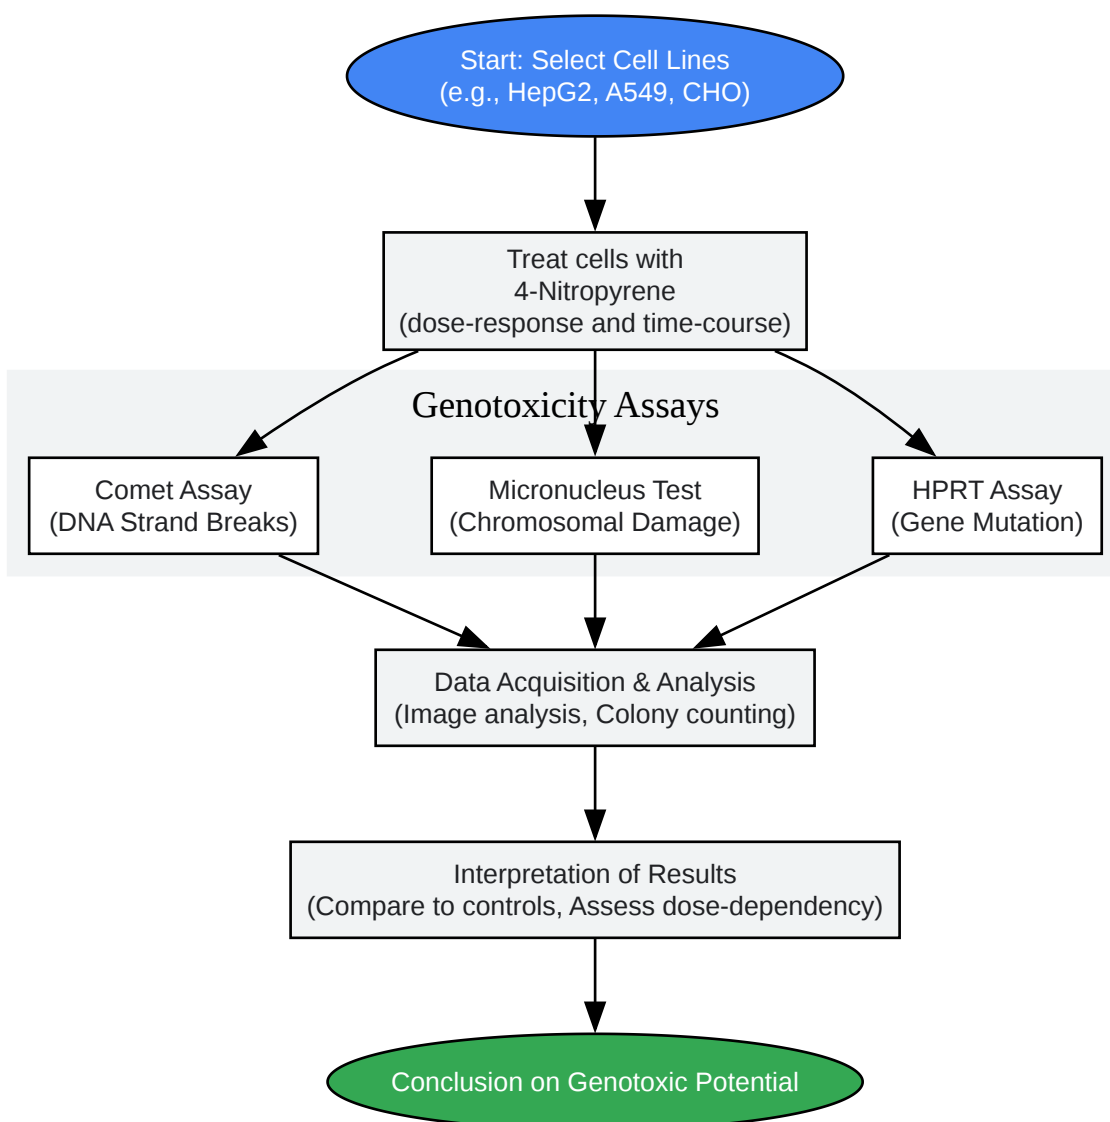 Start: Select Cell Lines
(e.g., HepG2, A549, CHO)
Treat cells with
4-Nitropyrene
(dose-response and time-course)
Genotoxicity Assays
Comet Assay
(DNA Strand Breaks)
Micronucleus Test
(Chromosomal Damage)
HPRT Assay
(Gene Mutation)
Data Acquisition & Analysis
(Image analysis, Colony counting)
Interpretation of Results
(Compare to controls, Assess dose-dependency)
Conclusion on Genotoxic Potential